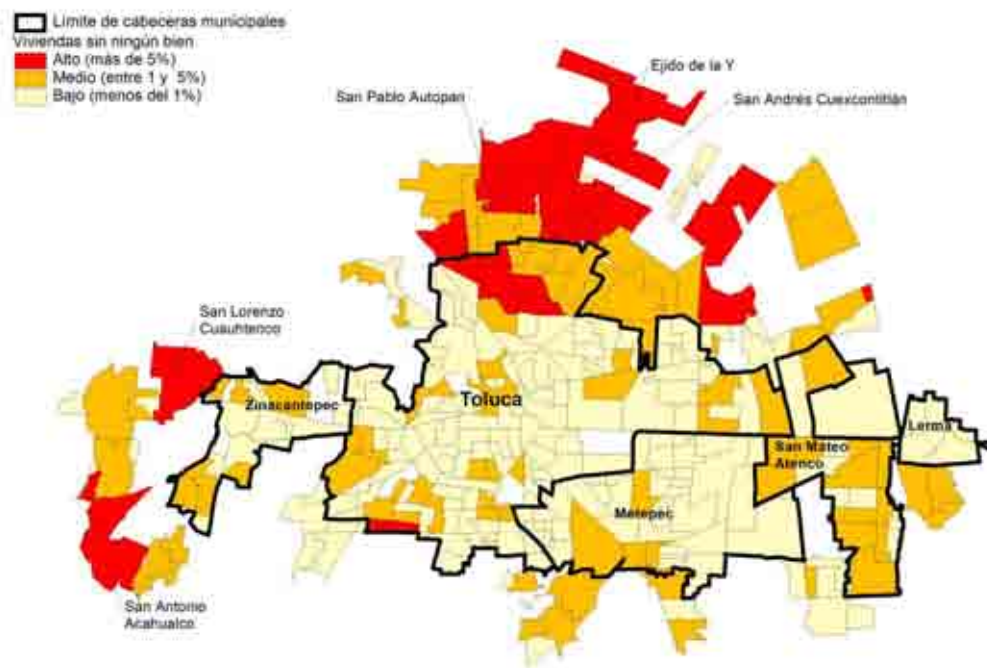 Límite de cabeceras municipales
Viviendas sin ningún bien
Alto (más de 5%)
Medio (entre 1 y 5%)
Bajo (menos del 1%)
Ejido de la Y
San Pablo Autopan
San Andrés Cuexcontitlán
San Lorenzo
Cuauhtenco
Zinacantepec
Toluca
Lerma
San Mateo
Atenco
Metepec
San Antonio
Acahualco